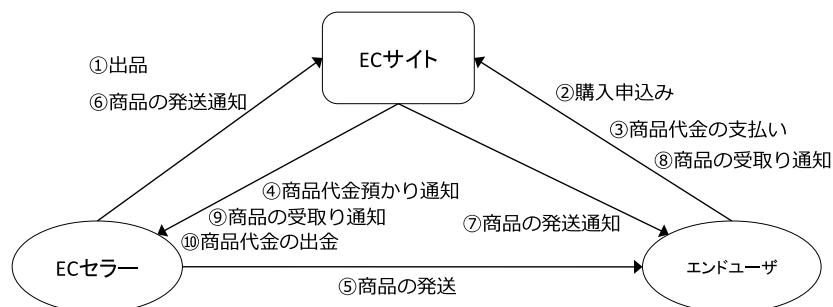 ECサイト
①出品
⑥商品の発送通知
②購入申込み
③商品代金の支払い
⑧商品の受取り通知
④商品代金預かり通知
⑨商品の受取り通知
⑩商品代金の出金
⑦商品の発送通知
ECセラー
エンドユーザ
⑤商品の発送